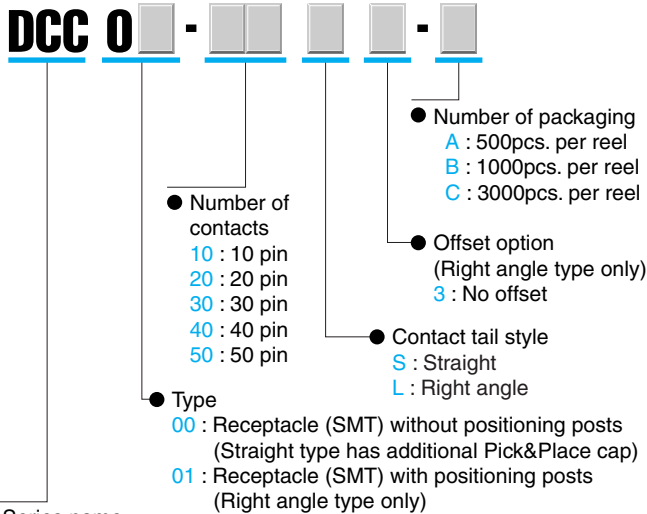 DCC 0 - -
Number of packaging
A : 500pcs. per reel
B : 1000pcs. per reel
C : 3000pcs. per reel
Offset option
(Right angle type only)
3 : No offset
Number of
contacts
10 : 10 pin
20 : 20 pin
30 : 30 pin
40 : 40 pin
50 : 50 pin
Contact tail style
S : Straight
L : Right angle
Type
00 : Receptacle (SMT) without positioning posts
(Straight type has additional Pick&Place cap)
01 : Receptacle (SMT) with positioning posts
(Right angle type only)